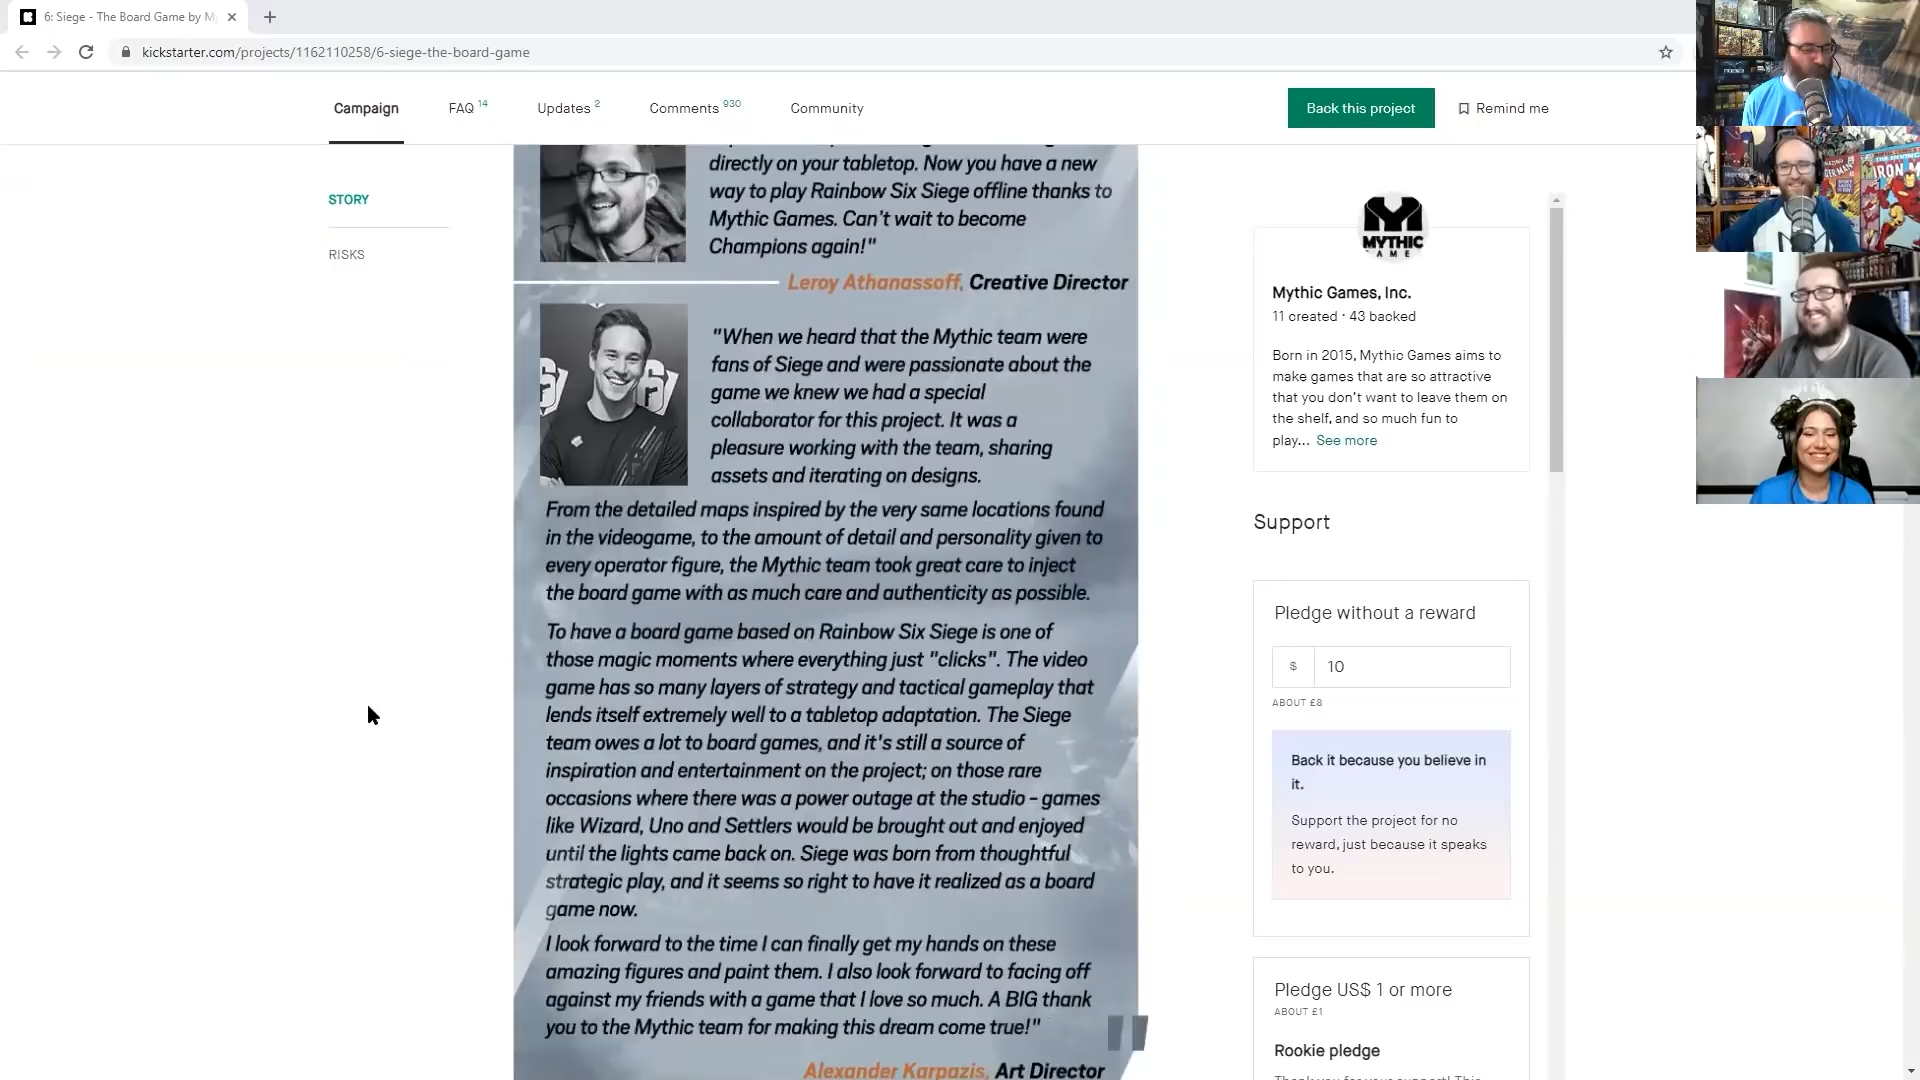 6: Siege - The Board Game by M
kickstarter.com/projects/1162110258/6-siege-the-board-game
Campaign
FAQ 14
Updates 2
Comments 930
Community
Back this project
Remind me
STORY
RISKS
directly on your tabletop. Now you have a new
way to play Rainbow Six Siege offline thanks to
Mythic Games. Can't wait to become
Champions again!"
Leroy Athanassoff, Creative Director
"When we heard that the Mythic team were
fans of Siege and were passionate about the
game we knew we had a special
collaborator for this project. It was a
pleasure working with the team, sharing
assets and iterating on designs.
From the detailed maps inspired by the very same locations found
in the videogame, to the amount of detail and personality given to
every operator figure, the Mythic team took great care to inject
the board game with as much care and authenticity as possible.
To have a board game based on Rainbow Six Siege is one of
those magic moments where everything just "clicks". The video
game has so many layers of strategy and tactical gameplay that
lends itself extremely well to a tabletop adaptation. The Siege
team owes a lot to board games, and it's still a source of
inspiration and entertainment on the project; on those rare
occasions where there was a power outage at the studio - games
like Wizard, Uno and Settlers would be brought out and enjoyed
until the lights came back on. Siege was born from thoughtful
strategic play, and it seems so right to have it realized as a board
game now.
I look forward to the time I can finally get my hands on these
amazing figures and paint them. I also look forward to facing off
against my friends with a game that I love so much. A BIG thank
you to the Mythic team for making this dream come true!"
Alexander Karpazis, Art Director
MYTHIC
Mythic Games, Inc.
11 created · 43 backed
Born in 2015, Mythic Games aims to
make games that are so attractive
that you don't want to leave them on
the shelf, and so much fun to
play... See more
Support
Pledge without a reward
$ 10
ABOUT £8
Back it because you believe in
it.
Support the project for no
reward, just because it speaks
to you.
Pledge US$ 1 or more
ABOUT £1
Rookie pledge
IRON M